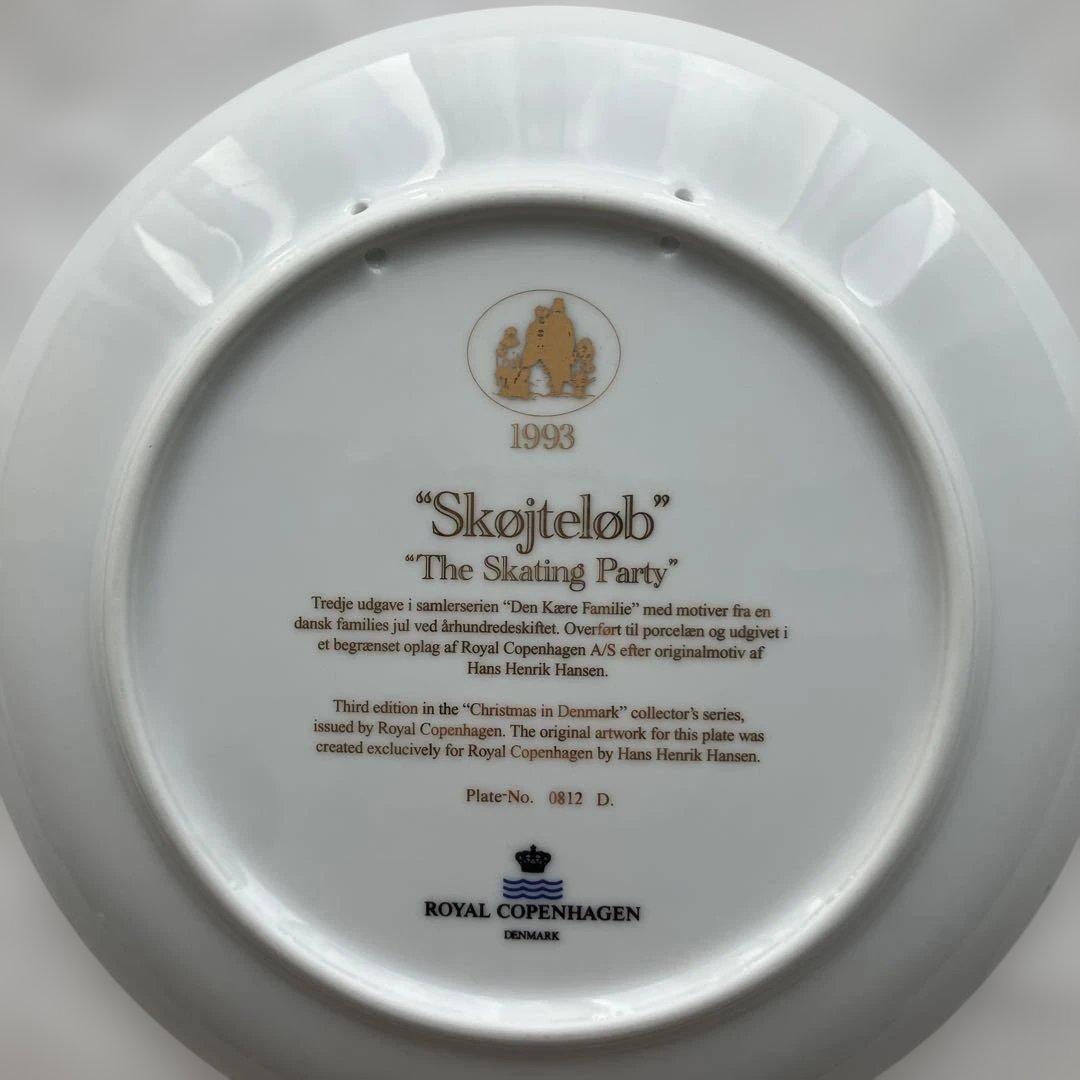 1993
“Skøjteløb”
“The Skating Party”
Tredje udgave i samlerserien “Den Kære Familie” med motiver fra en
dansk families jul ved århundredeskiftet. Overført til porcelæn og udgivet i
et begrænset oplag af Royal Copenhagen A/S efter originalmotiv af
Hans Henrik Hansen.
Third edition in the “Christmas in Denmark” collector’s series,
issued by Royal Copenhagen. The original artwork for this plate was
created exclucively for Royal Copenhagen by Hans Henrik Hansen.
Plate-No. 0812 D.
ROYAL COPENHAGEN
DENMARK